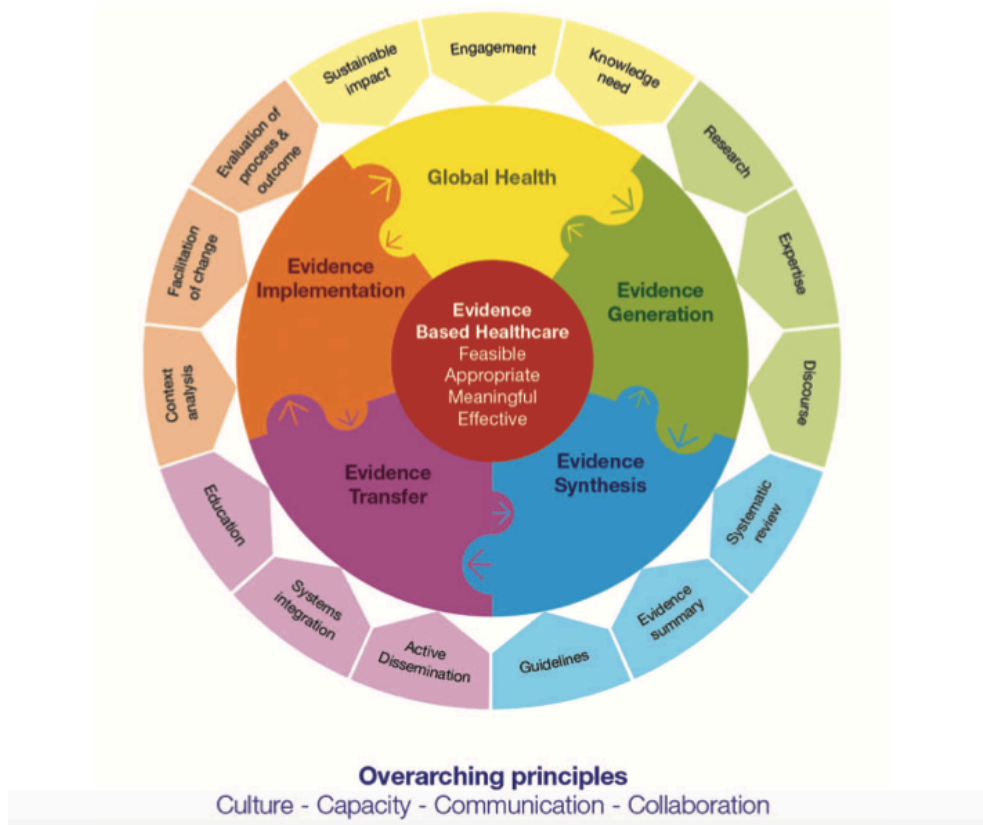 Sustainable
impact
Engagement
Knowledge
need
Research
Expertise
Discourse
Systematic
review
Evidence
summary
Guidelines
Active
Dissemination
Systems
integration
Education
Context
analysis
Facilitation
of change
Evaluation of
process &
outcome
Global Health
Evidence
Generation
Evidence
Synthesis
Evidence
Transfer
Evidence
Implementation
Evidence
Based Healthcare
Feasible
Appropriate
Meaningful
Effective
Overarching principles
Culture - Capacity - Communication - Collaboration